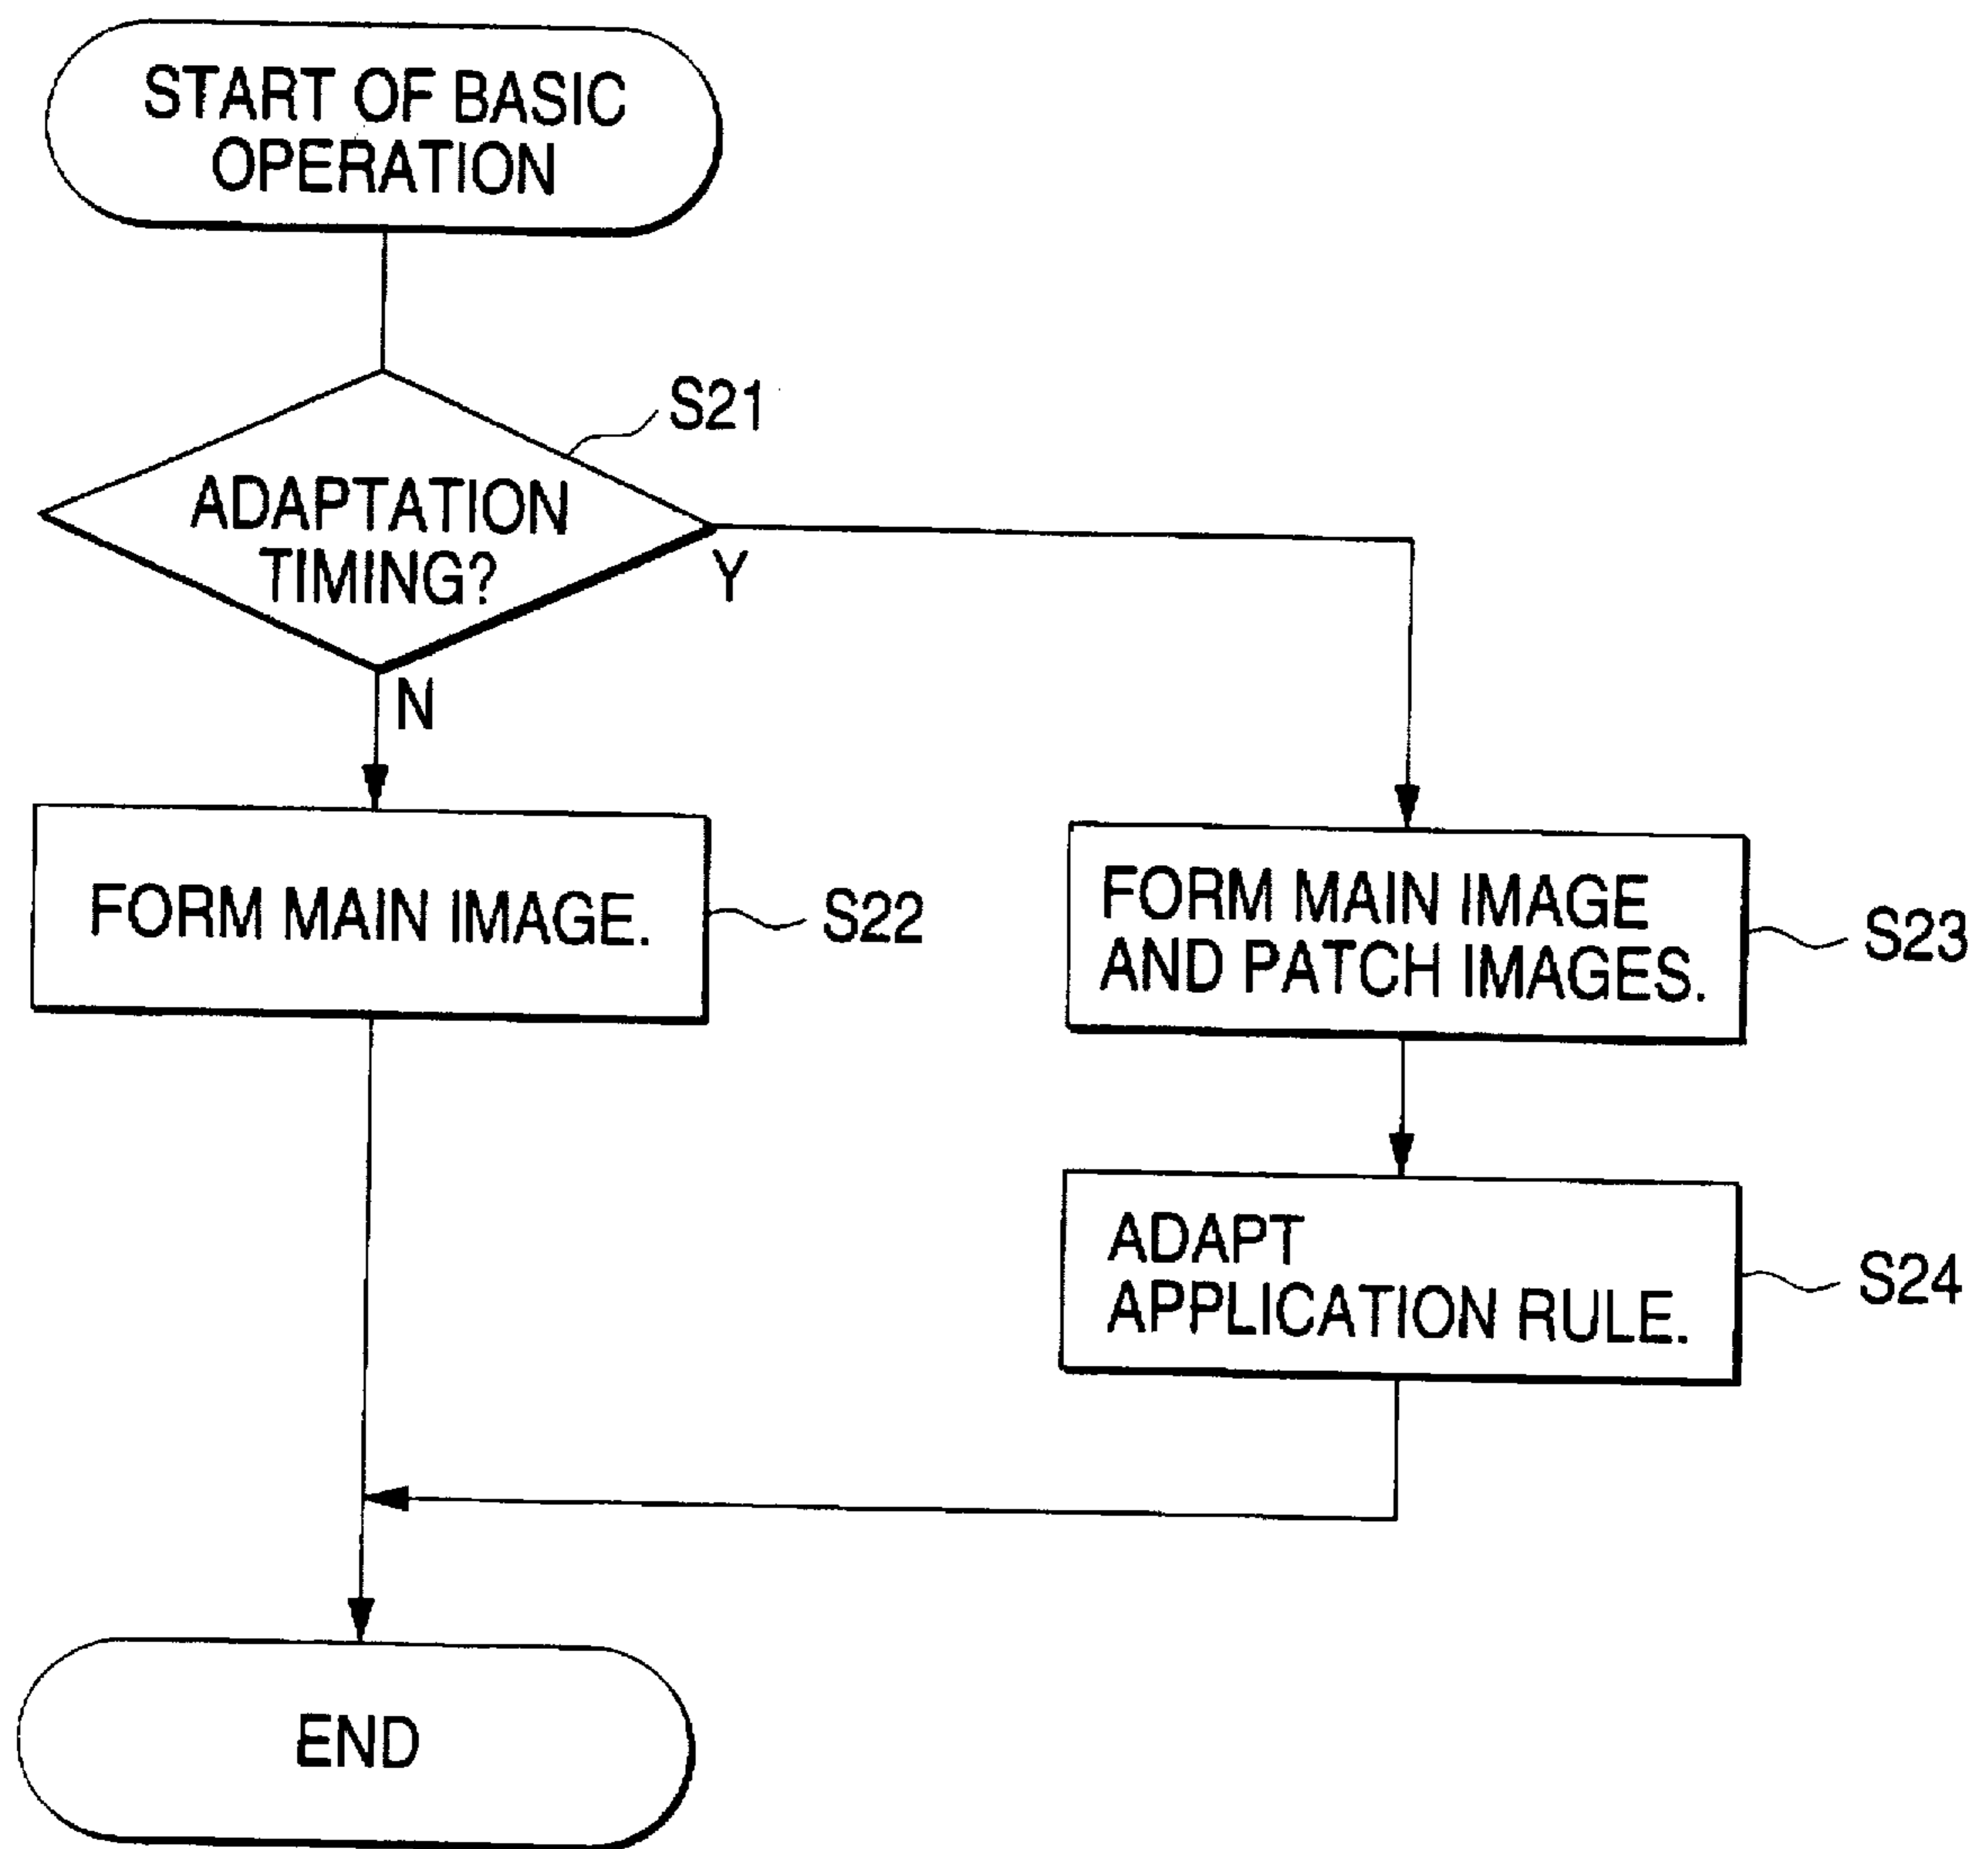 START OF BASIC
OPERATION
S21
ADAPTATION
TIMING?
Y
N
FORM MAIN IMAGE.
S22
FORM MAIN IMAGE
AND PATCH IMAGES.
S23
ADAPT
APPLICATION RULE.
S24
END